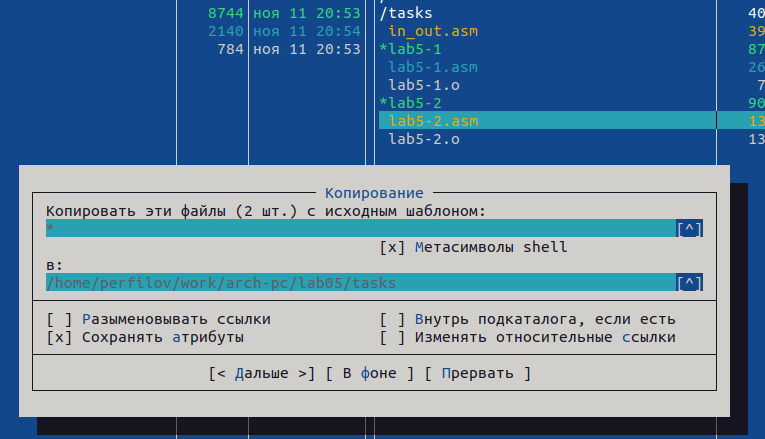 8744 ноя 11 20:53
2140 ноя 11 20:54
784 ноя 11 20:53
/tasks 40
in_out.asm 39
*lab5-1 87
lab5-1.asm 26
lab5-1.o 7
*lab5-2 90
lab5-2.asm 13
lab5-2.o 13
Копирование
Копировать эти файлы (2 шт.) с исходным шаблоном:
* [^]
[x] Метасимволы shell
в:
/home/perfilov/work/arch-pc/lab05/tasks [^]
[ ] Разыменовывать ссылки [ ] Внутрь подкаталога, если есть
[x] Сохранять атрибуты [ ] Изменять относительные ссылки
[< Дальше >] [ В фоне ] [ Прервать ]